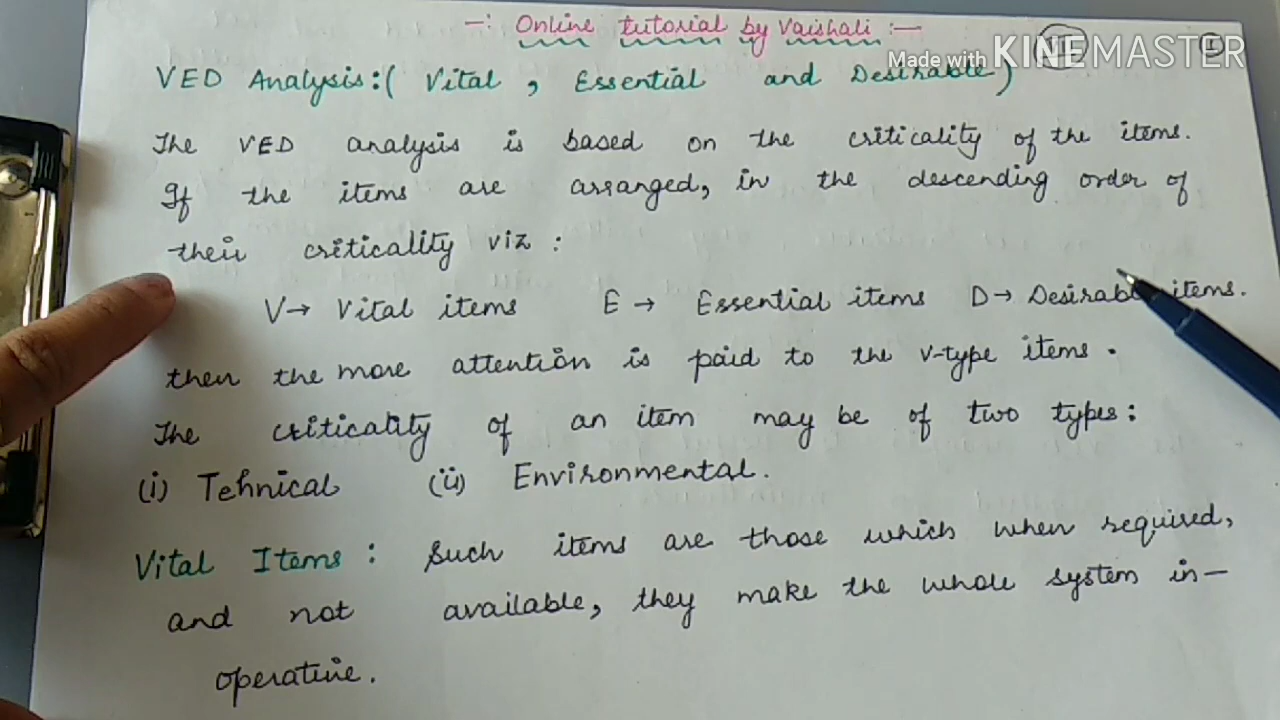 -: Online tutorial by Vaishali :-
Made with KINEMASTER
VED Analysis:( Vital , Essential and Desirable )
The VED analysis is based on the criticality of the items.
If the items are arranged, in the descending order of
their criticality viz :
V→ Vital items E → Essential items D→ Desirable items.
then the more attention is paid to the V-type items.
The criticality of an item may be of two types:
(i) Tehnical (ii) Environmental.
Vital Items : Such items are those which when required,
and not available, they make the whole system in-
operative.